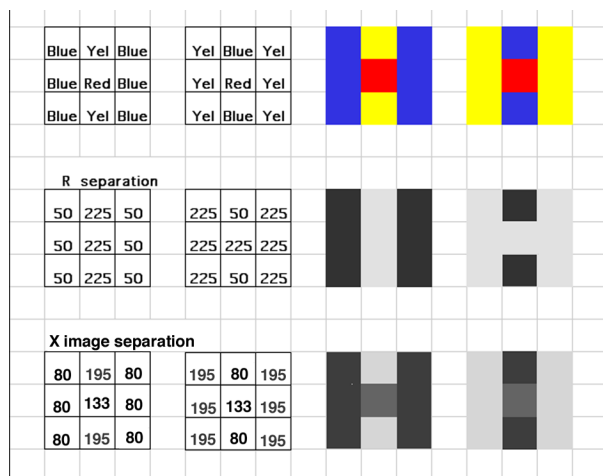 Blue Yel Blue Yel Blue Yel
Blue Red Blue Yel Red Yel
Blue Yel Blue Yel Blue Yel
R separation
50 225 50 225 50 225
50 225 50 225 225 225
50 225 50 225 50 225
X image separation
80 195 80 195 80 195
80 133 80 195 133 195
80 195 80 195 80 195